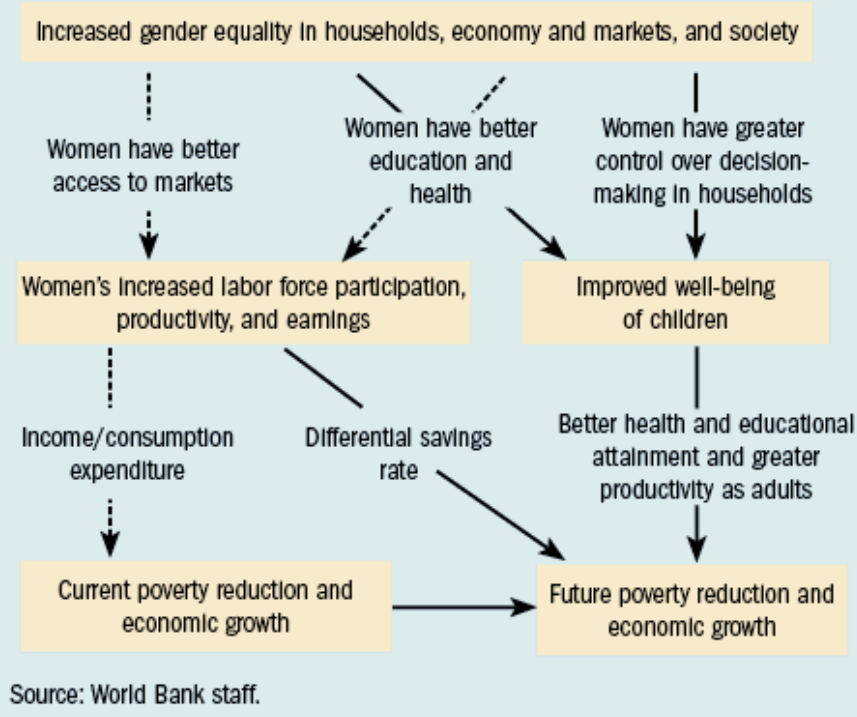 Increased gender equality in households, economy and markets, and society
Women have better
access to markets
Women have better
education and
health
Women have greater
control over decision-
making in households
Women's increased labor force participation,
productivity, and earnings
Improved well-being
of children
Income/consumption
expenditure
Differential savings
rate
Better health and educational
attainment and greater
productivity as adults
Current poverty reduction and
economic growth
Future poverty reduction and
economic growth
Source: World Bank staff.